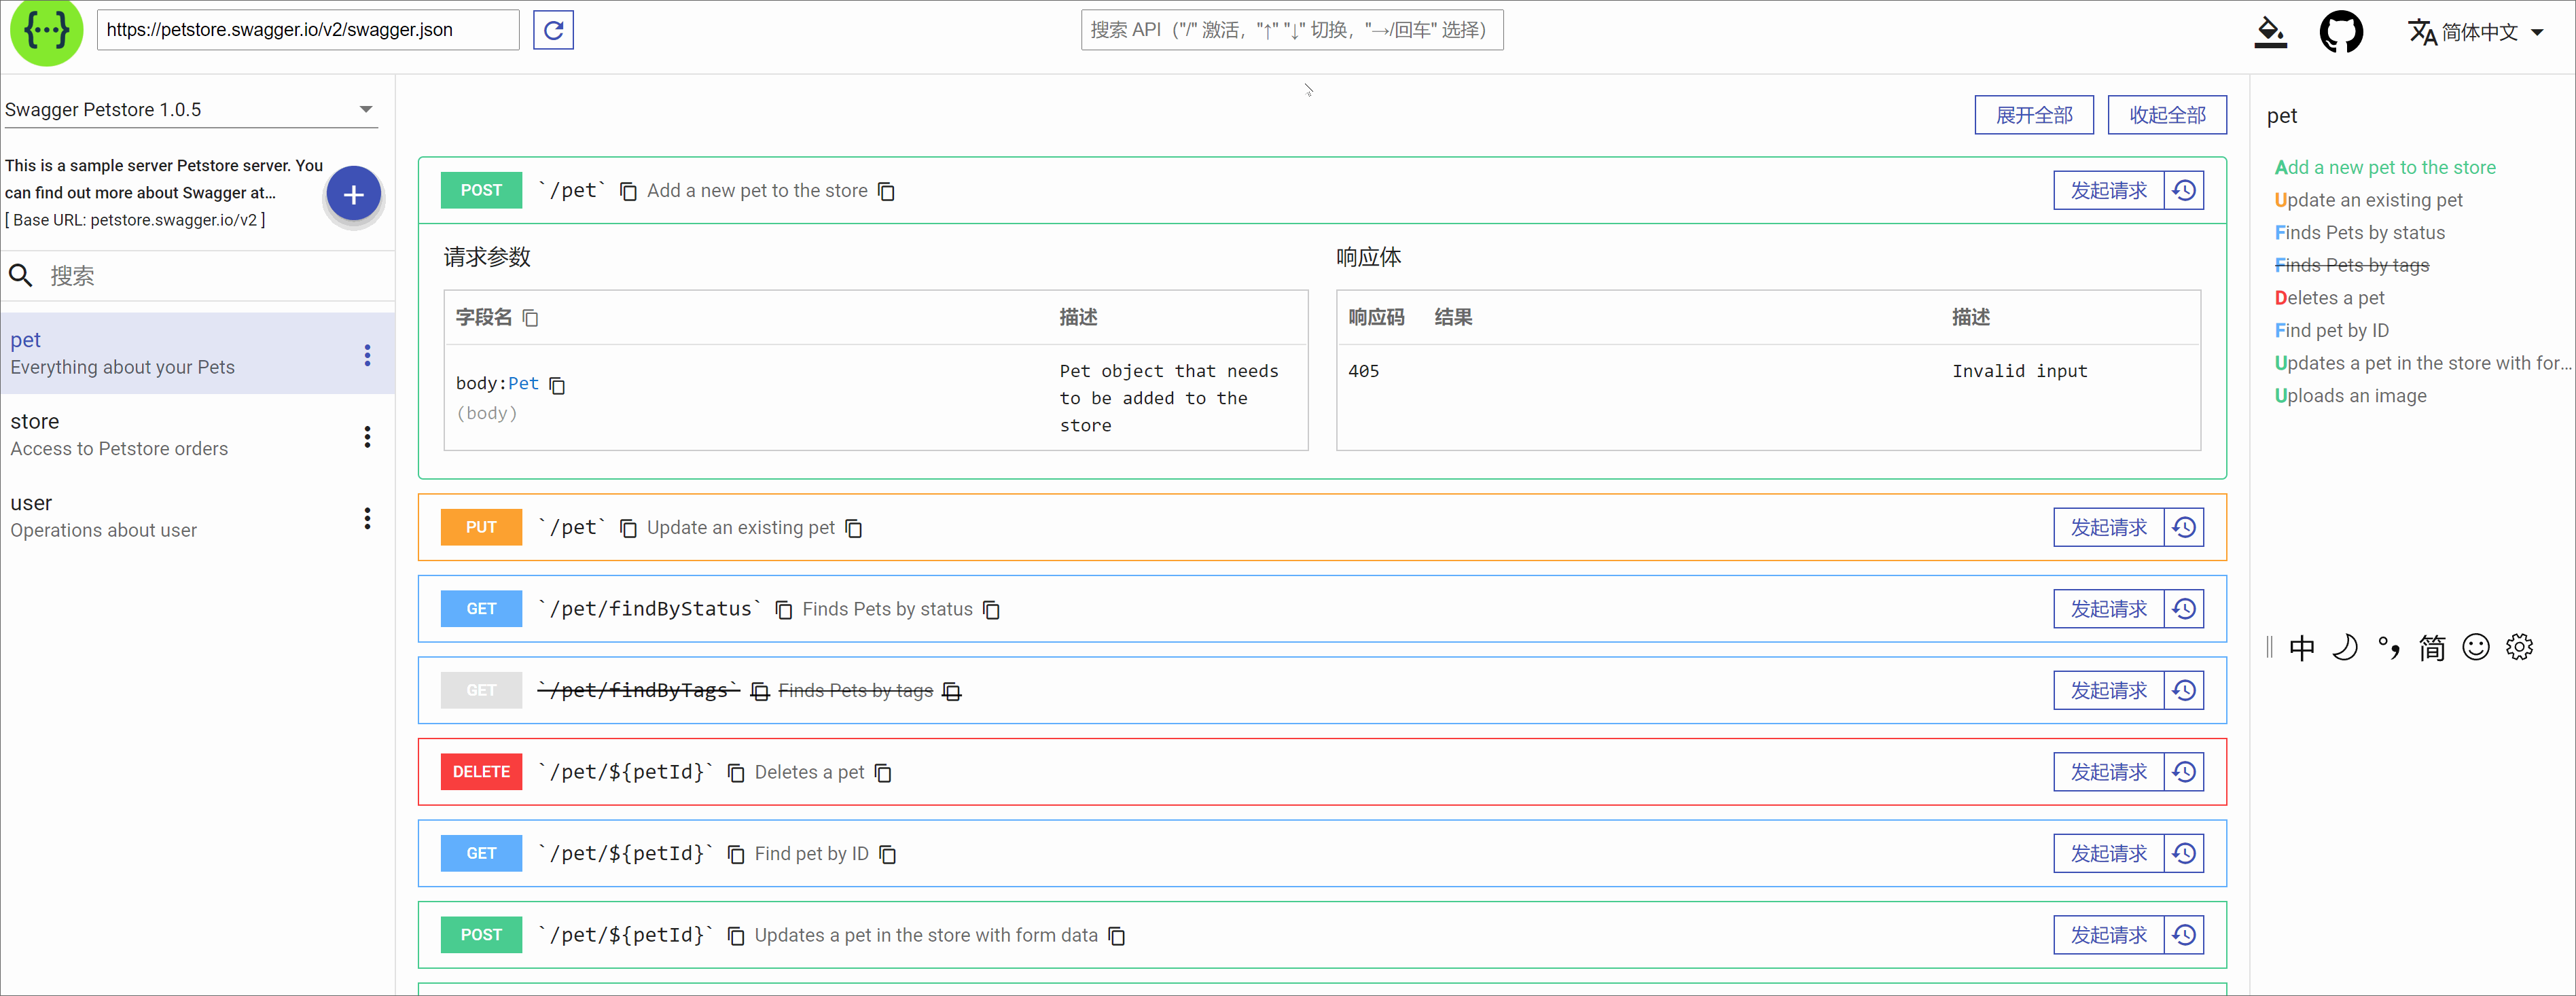 {···}
https://petstore.swagger.io/v2/swagger.json
搜索 API（"/" 激活，"↑" "↓" 切换，"→/回车" 选择）
简体中文
Swagger Petstore 1.0.5
This is a sample server Petstore server. You
can find out more about Swagger at...
[ Base URL: petstore.swagger.io/v2 ]
搜索
pet
Everything about your Pets
store
Access to Petstore orders
user
Operations about user
展开全部
收起全部
POST `/pet` Add a new pet to the store 发起请求
请求参数
字段名 描述
body:Pet
(body)
Pet object that needs
to be added to the
store
响应体
响应码 结果 描述
405 Invalid input
PUT `/pet` Update an existing pet 发起请求
GET `/pet/findByStatus` Finds Pets by status 发起请求
GET `/pet/findByTags` Finds Pets by tags 发起请求
DELETE `/pet/${petId}` Deletes a pet 发起请求
GET `/pet/${petId}` Find pet by ID 发起请求
POST `/pet/${petId}` Updates a pet in the store with form data 发起请求
pet
Add a new pet to the store
Update an existing pet
Finds Pets by status
Finds Pets by tags
Deletes a pet
Find pet by ID
Updates a pet in the store with for...
Uploads an image
中 °, 简